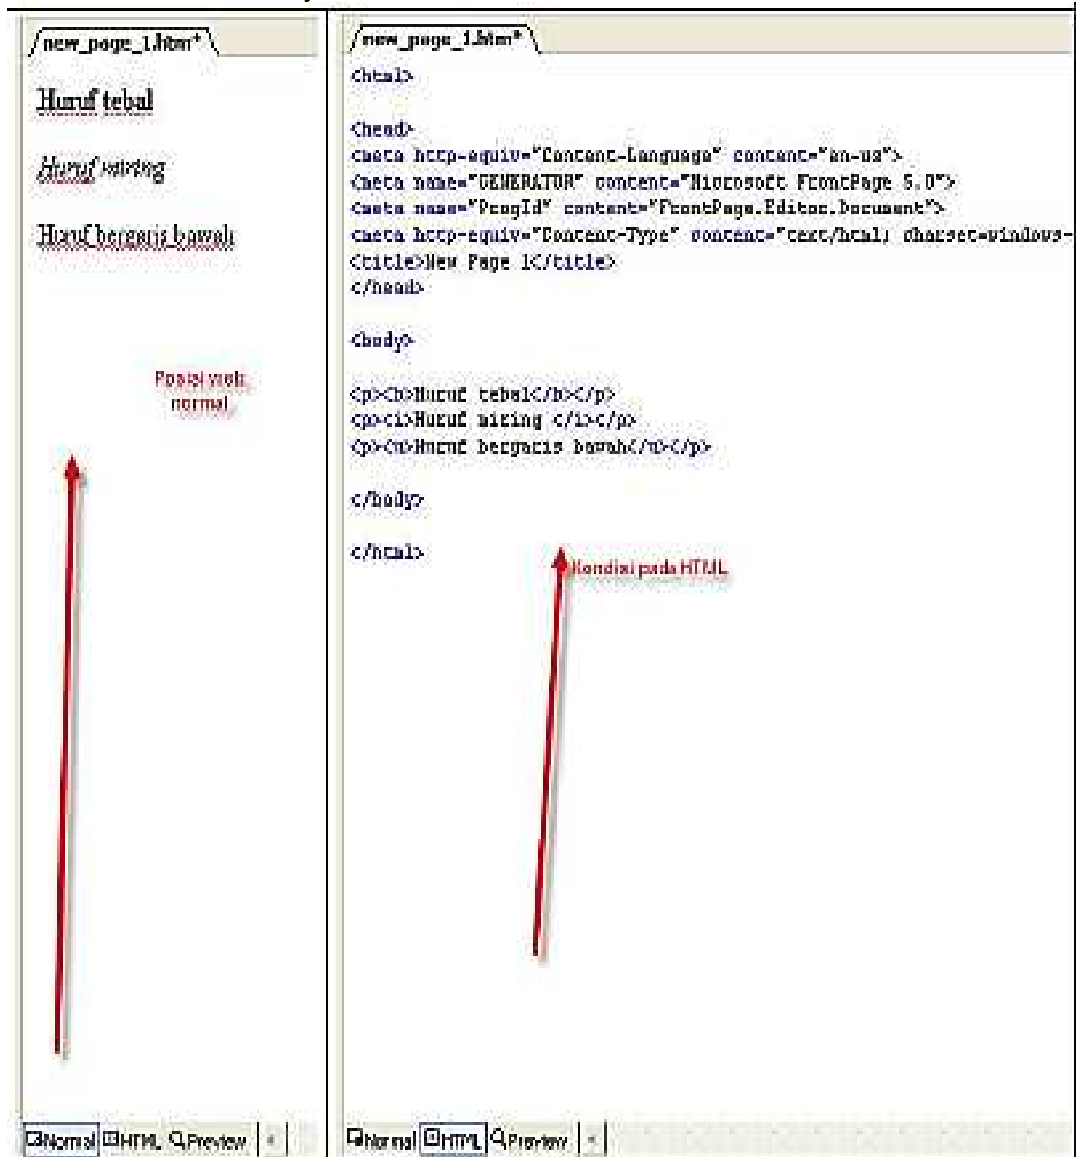 new_page_1.htm*
Huruf tebal
Huruf miring
Huruf bergaris bawah
Posisi web
normal
Normal HTML Preview
new_page_1.htm*
<html>
<head>
<meta http-equiv="Content-Language" content="en-us">
<meta name="GENERATOR" content="Microsoft FrontPage 5.0">
<meta name="ProgId" content="FrontPage.Editor.Document">
<meta http-equiv="Content-Type" content="text/html; charset=windows-
<title>New Page 1</title>
</head>
<body>
<p><b>Huruf tebal</b></p>
<p><i>Huruf miring </i></p>
<p><u>Huruf bergaris bawah</u></p>
</body>
</html>
Kondisi pada HTML
Normal HTML Preview